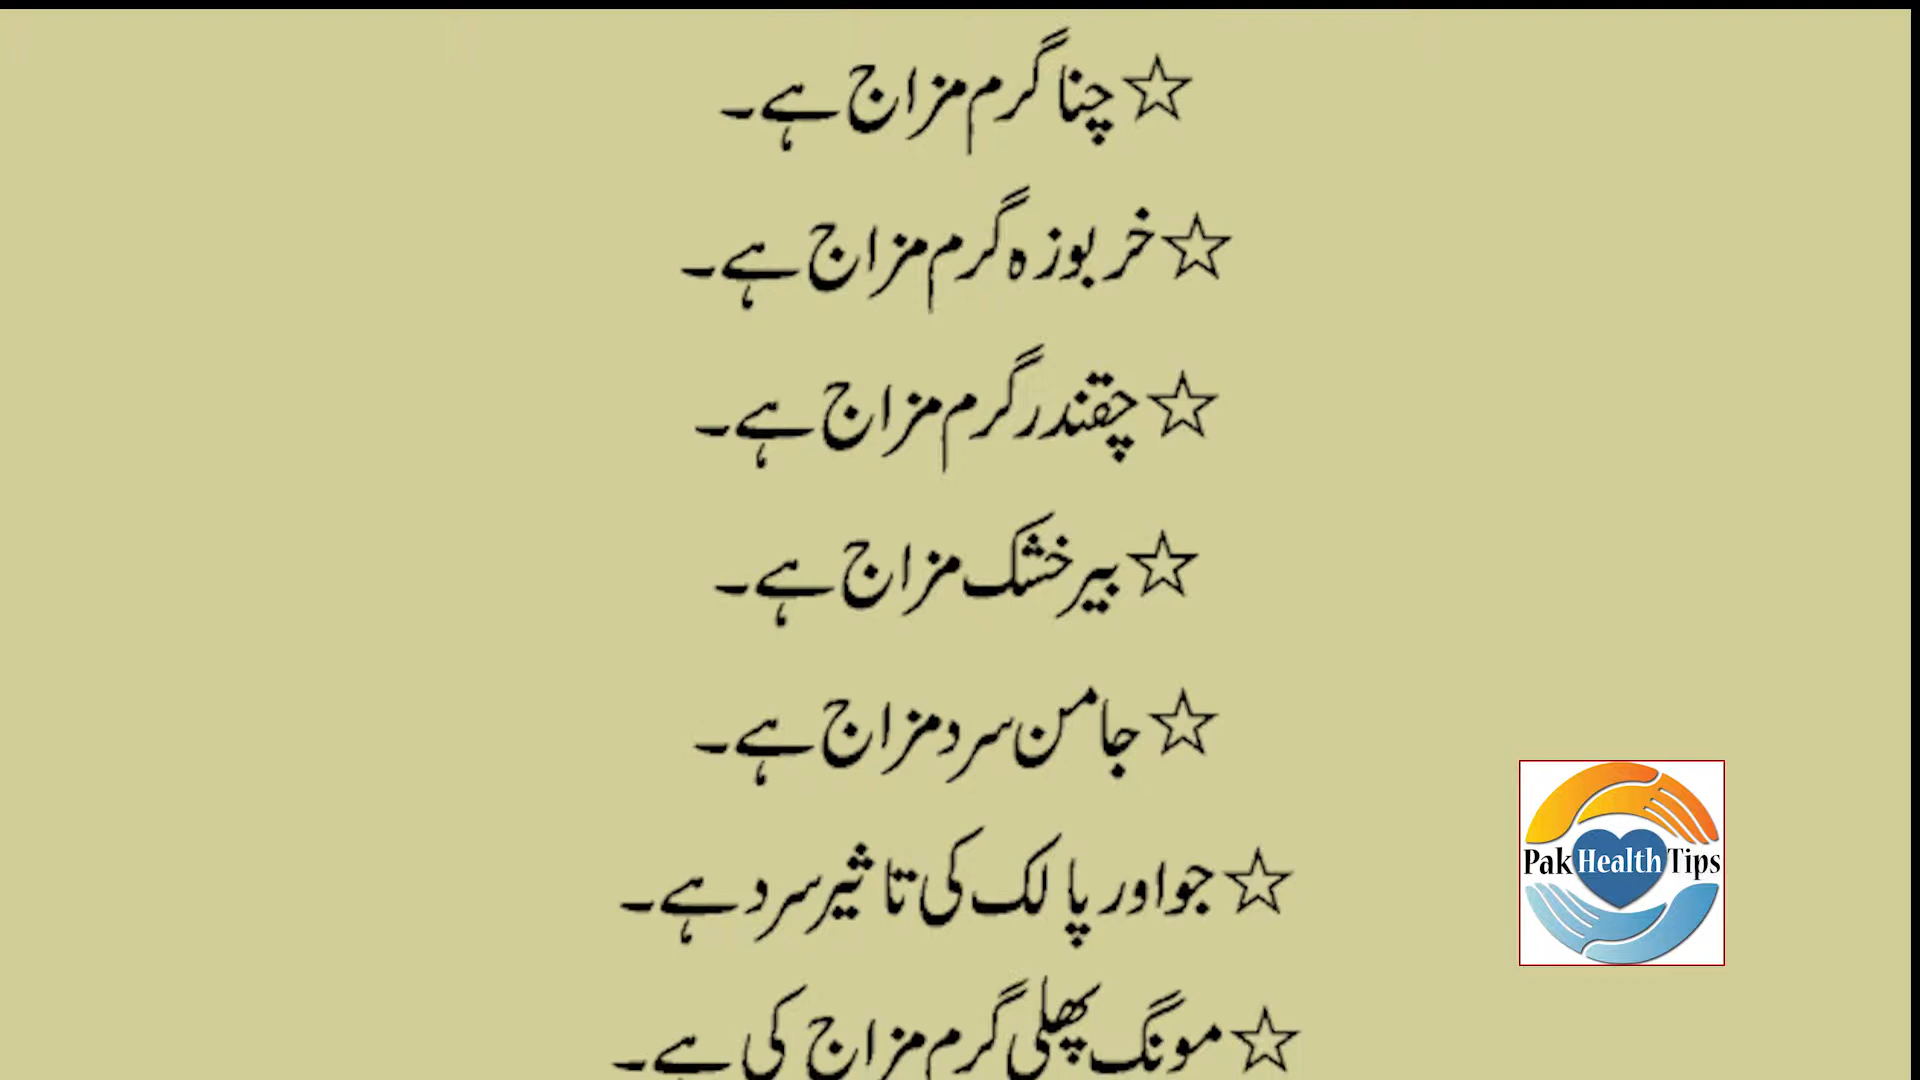 ☆چنا گرم مزاج ہے۔
☆خربوزہ گرم مزاج ہے۔
☆چقندر گرم مزاج ہے۔
☆بیر خشک مزاج ہے۔
☆جامن سرد مزاج ہے۔
☆جو اور پالک کی تاثیر سرد ہے۔
☆مونگ پھلی گرم مزاج کی ہے۔
Pak Health Tips